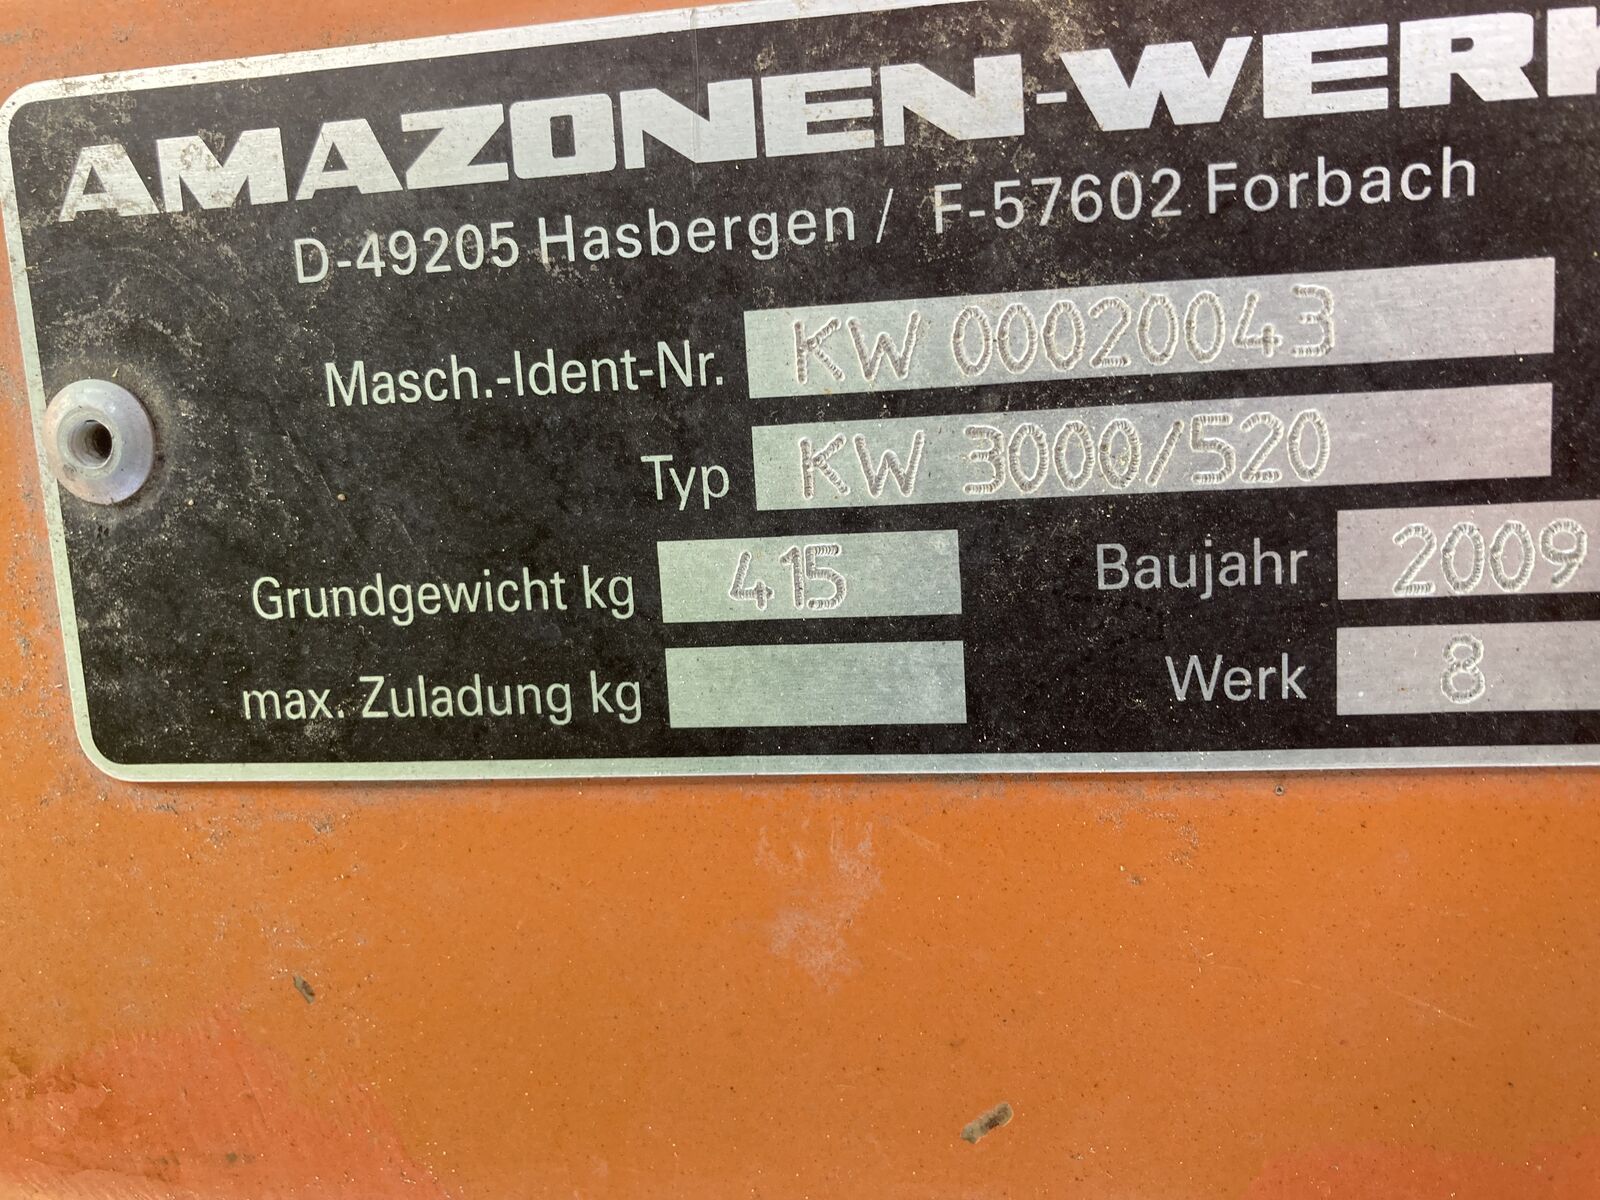 AMAZONEN-WERK
D-49205 Hasbergen / F-57602 Forbach
Masch.-Ident-Nr. KW 00020043
Typ KW 3000/520
Grundgewicht kg 415 Baujahr 2009
max. Zuladung kg Werk 8